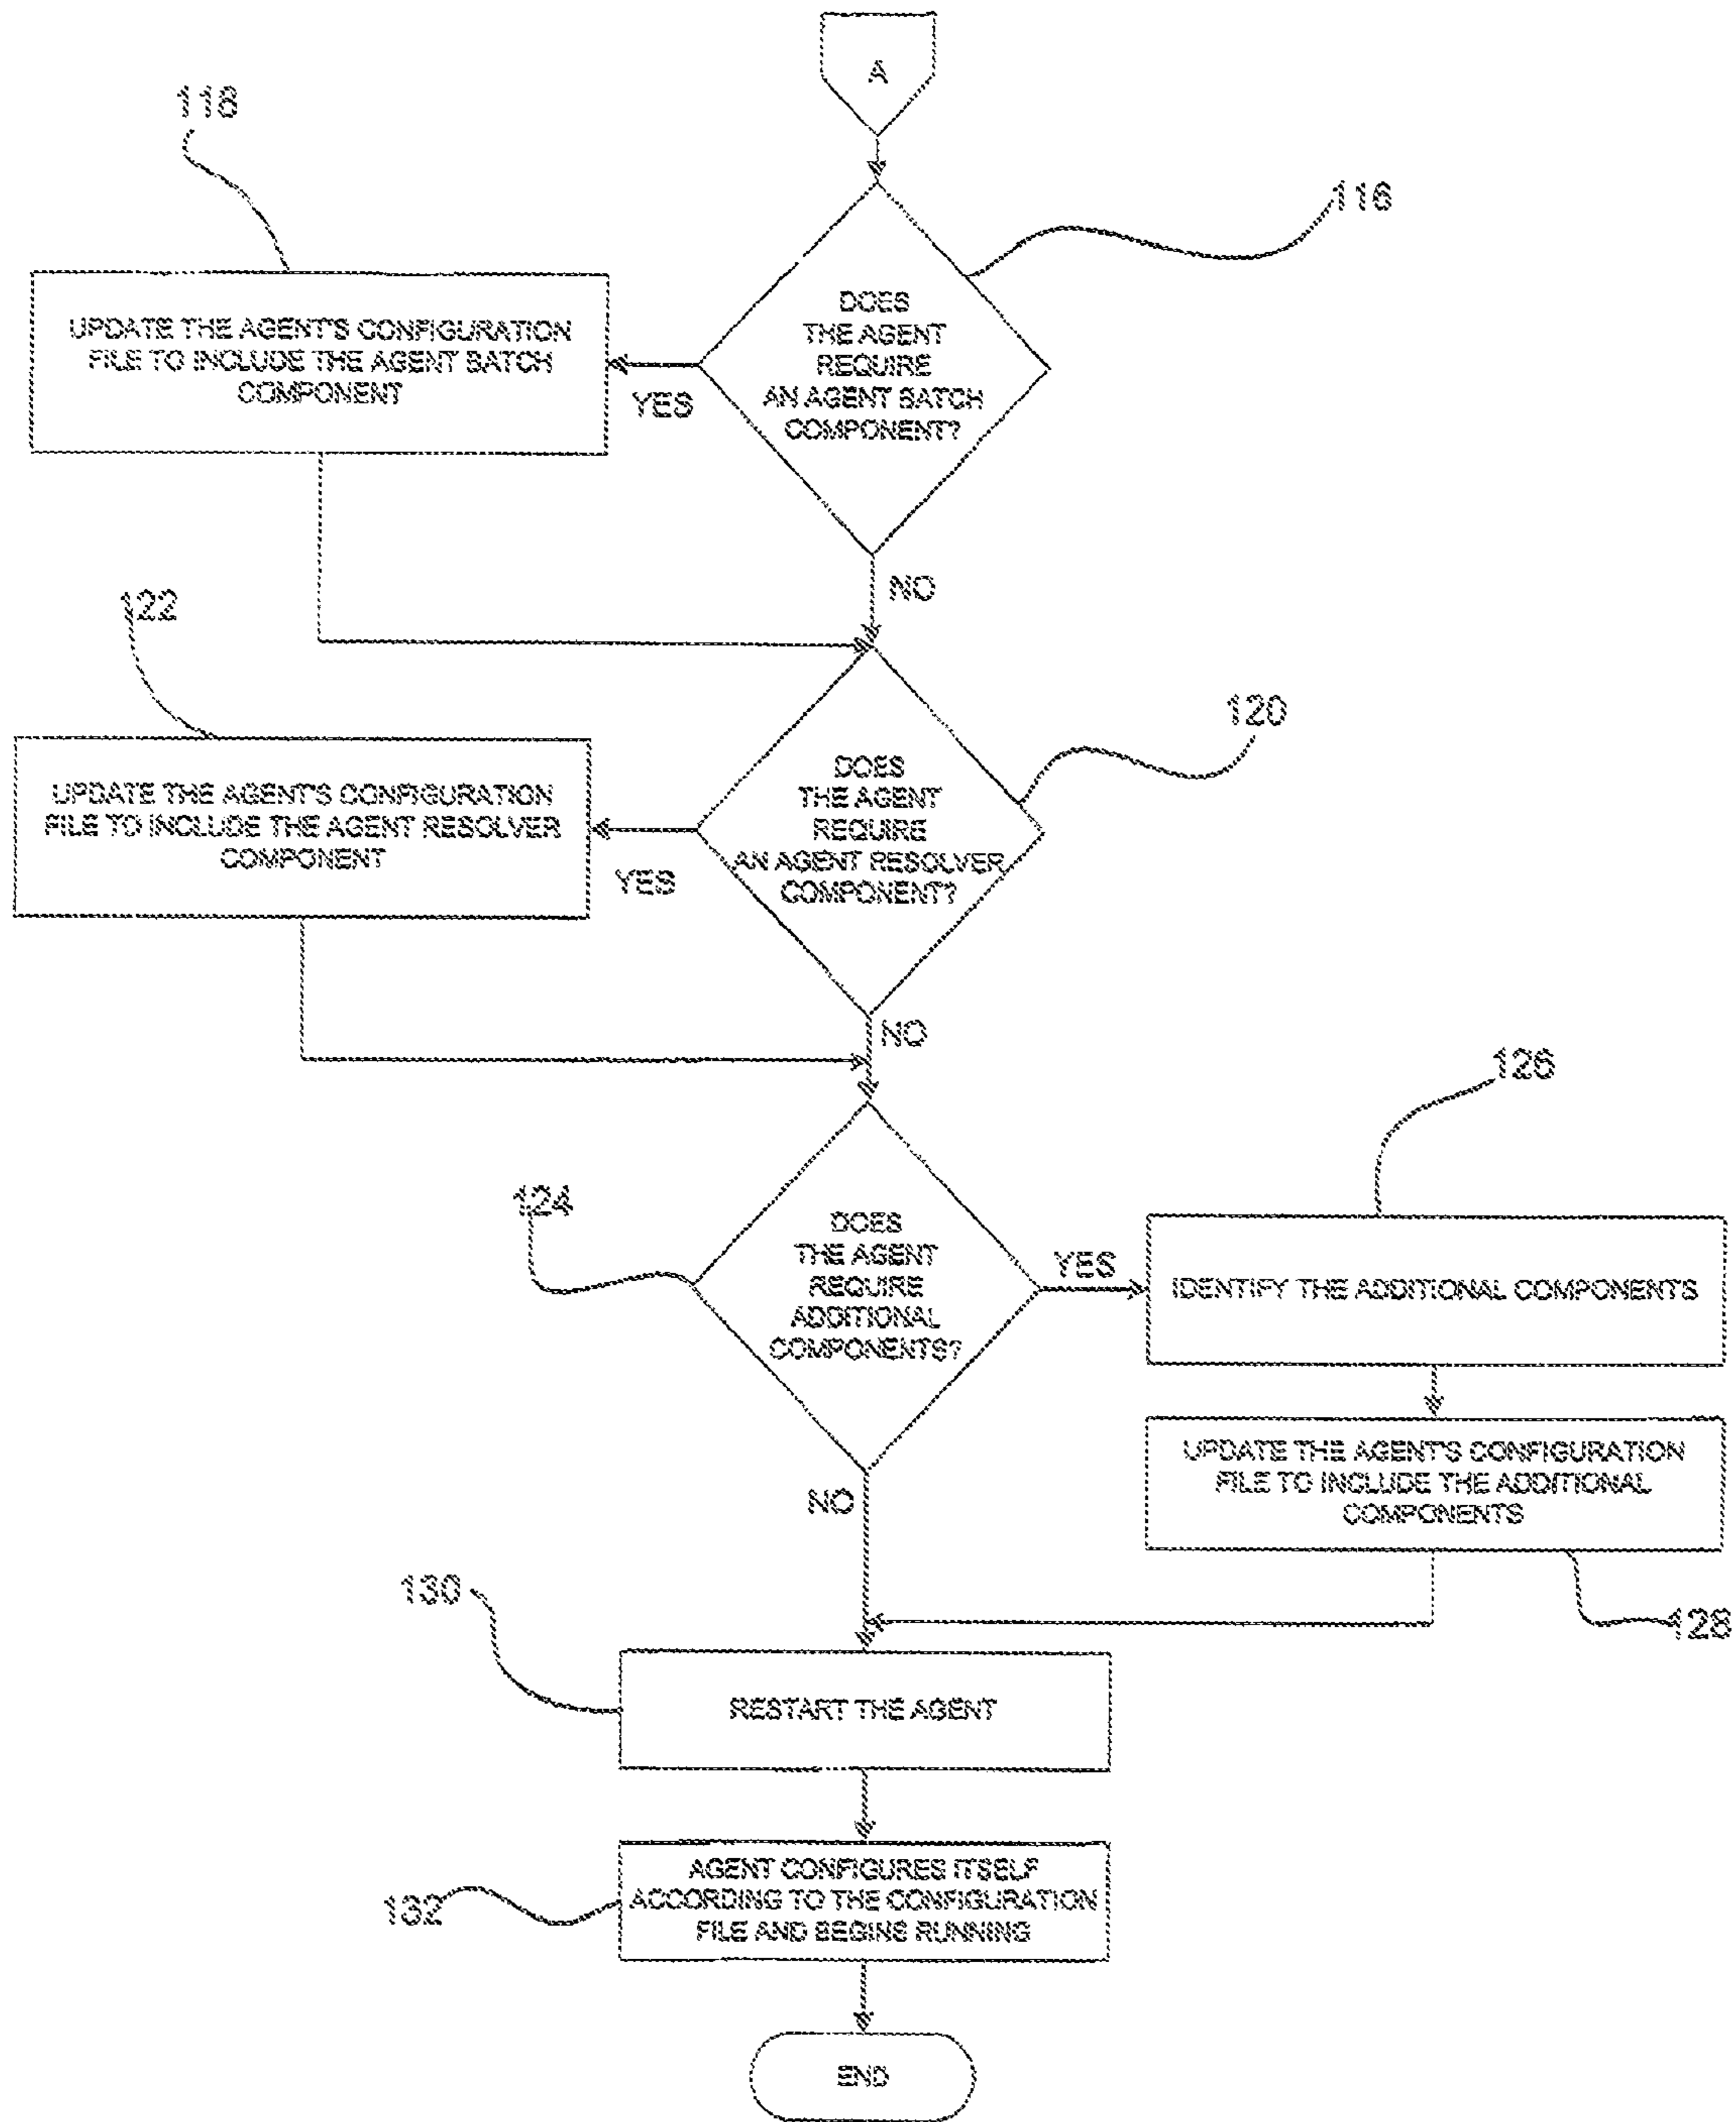 A
118
116
DOES
THE AGENT
REQUIRE
AN AGENT BATCH
COMPONENT?
UPDATE THE AGENT'S CONFIGURATION
FILE TO INCLUDE THE AGENT BATCH
COMPONENT
YES
NO
122
120
DOES
THE AGENT
REQUIRE
AN AGENT RESOLVER
COMPONENT?
UPDATE THE AGENT'S CONFIGURATION
FILE TO INCLUDE THE AGENT RESOLVER
COMPONENT
YES
NO
126
124
DOES
THE AGENT
REQUIRE
ADDITIONAL
COMPONENTS?
YES
IDENTIFY THE ADDITIONAL COMPONENTS
UPDATE THE AGENT'S CONFIGURATION
FILE TO INCLUDE THE ADDITIONAL
COMPONENTS
NO
130
128
RESTART THE AGENT
132
AGENT CONFIGURES ITSELF
ACCORDING TO THE CONFIGURATION
FILE AND BEGINS RUNNING
END